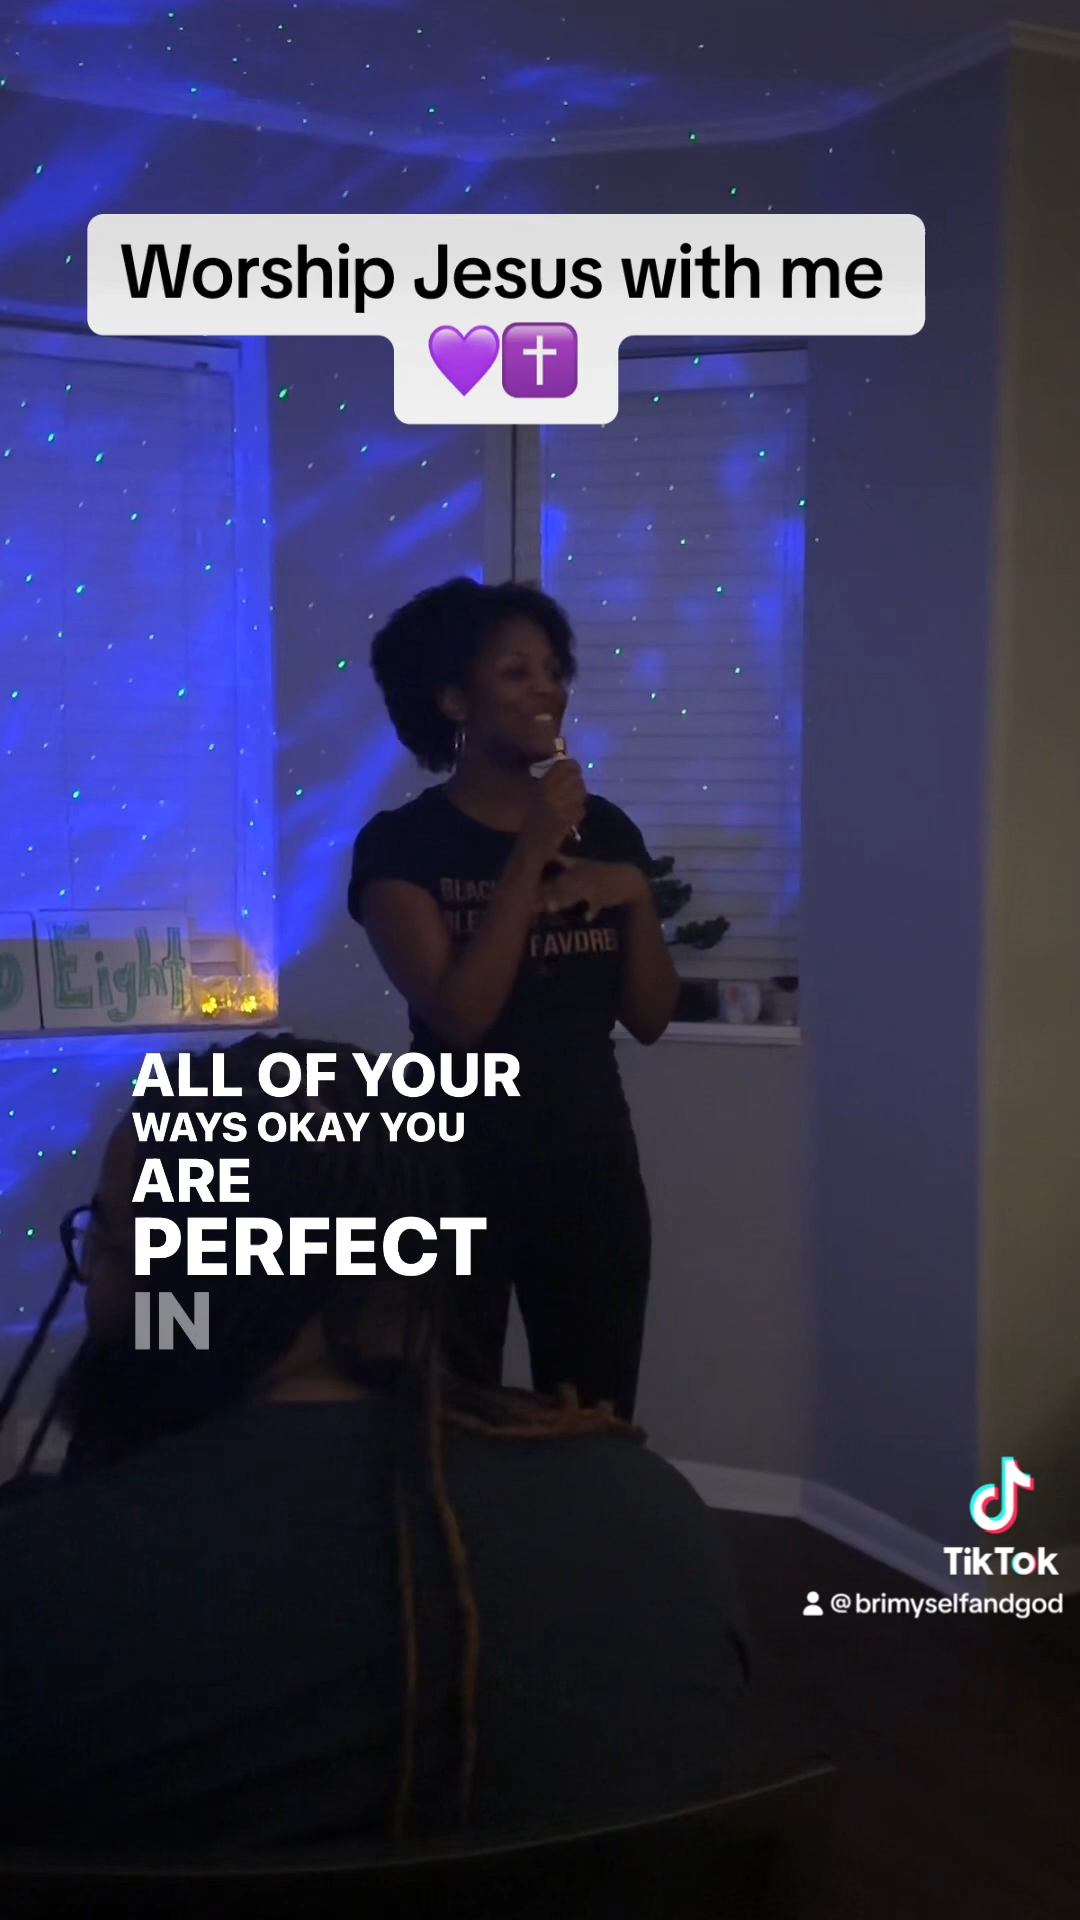 Worship Jesus with me
💜✝️
Eight
FAVORED
ALL OF YOUR
WAYS OKAY YOU
ARE
PERFECT
IN
TikTok
@brimyselfandgod